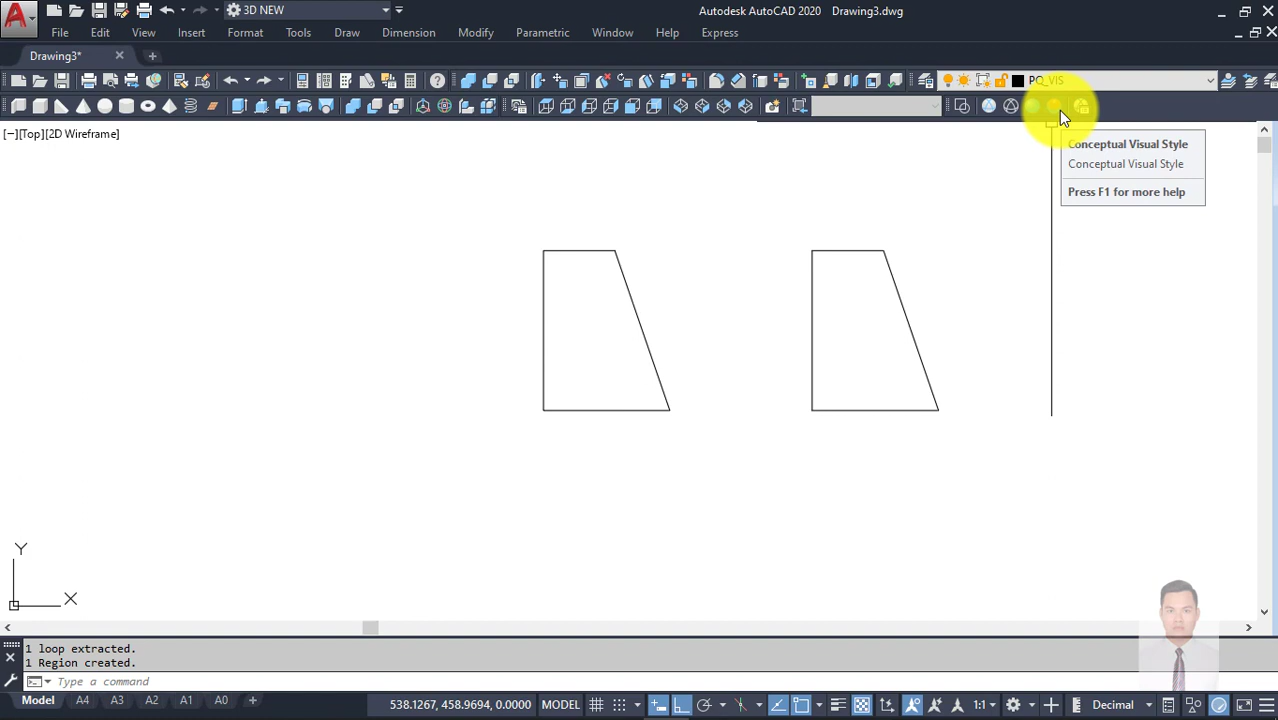 3D NEW
Autodesk AutoCAD 2020 Drawing3.dwg
File Edit View Insert Format Tools Draw Dimension Modify Parametric Window Help Express
Drawing3*
PQ_VIS
[−][Top][2D Wireframe]
Conceptual Visual Style
Conceptual Visual Style
Press F1 for more help
Y
X
1 loop extracted.
1 Region created.
Type a command
Model A4 A3 A2 A1 A0
538.1267, 458.6594, 0.0000 MODEL 1:1 Decimal